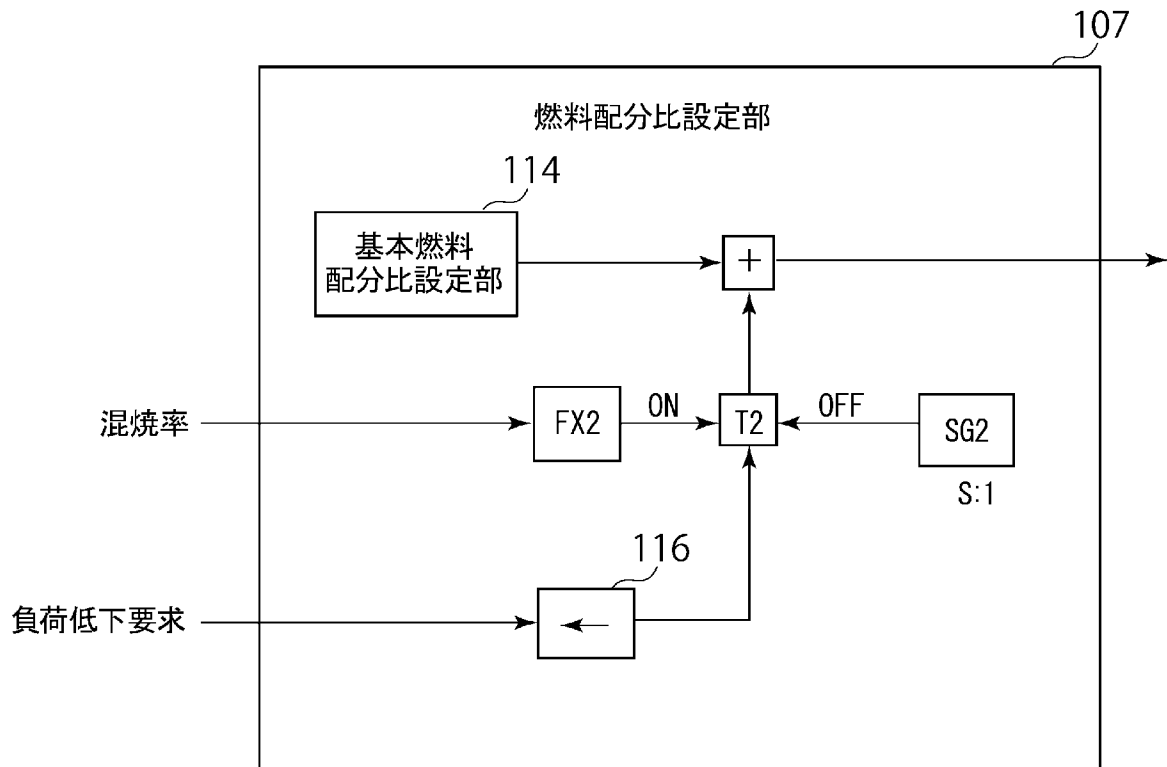 107
燃料配分比設定部
114
基本燃料
配分比設定部
+
混焼率
FX2
ON
T2
OFF
SG2
S:1
116
負荷低下要求